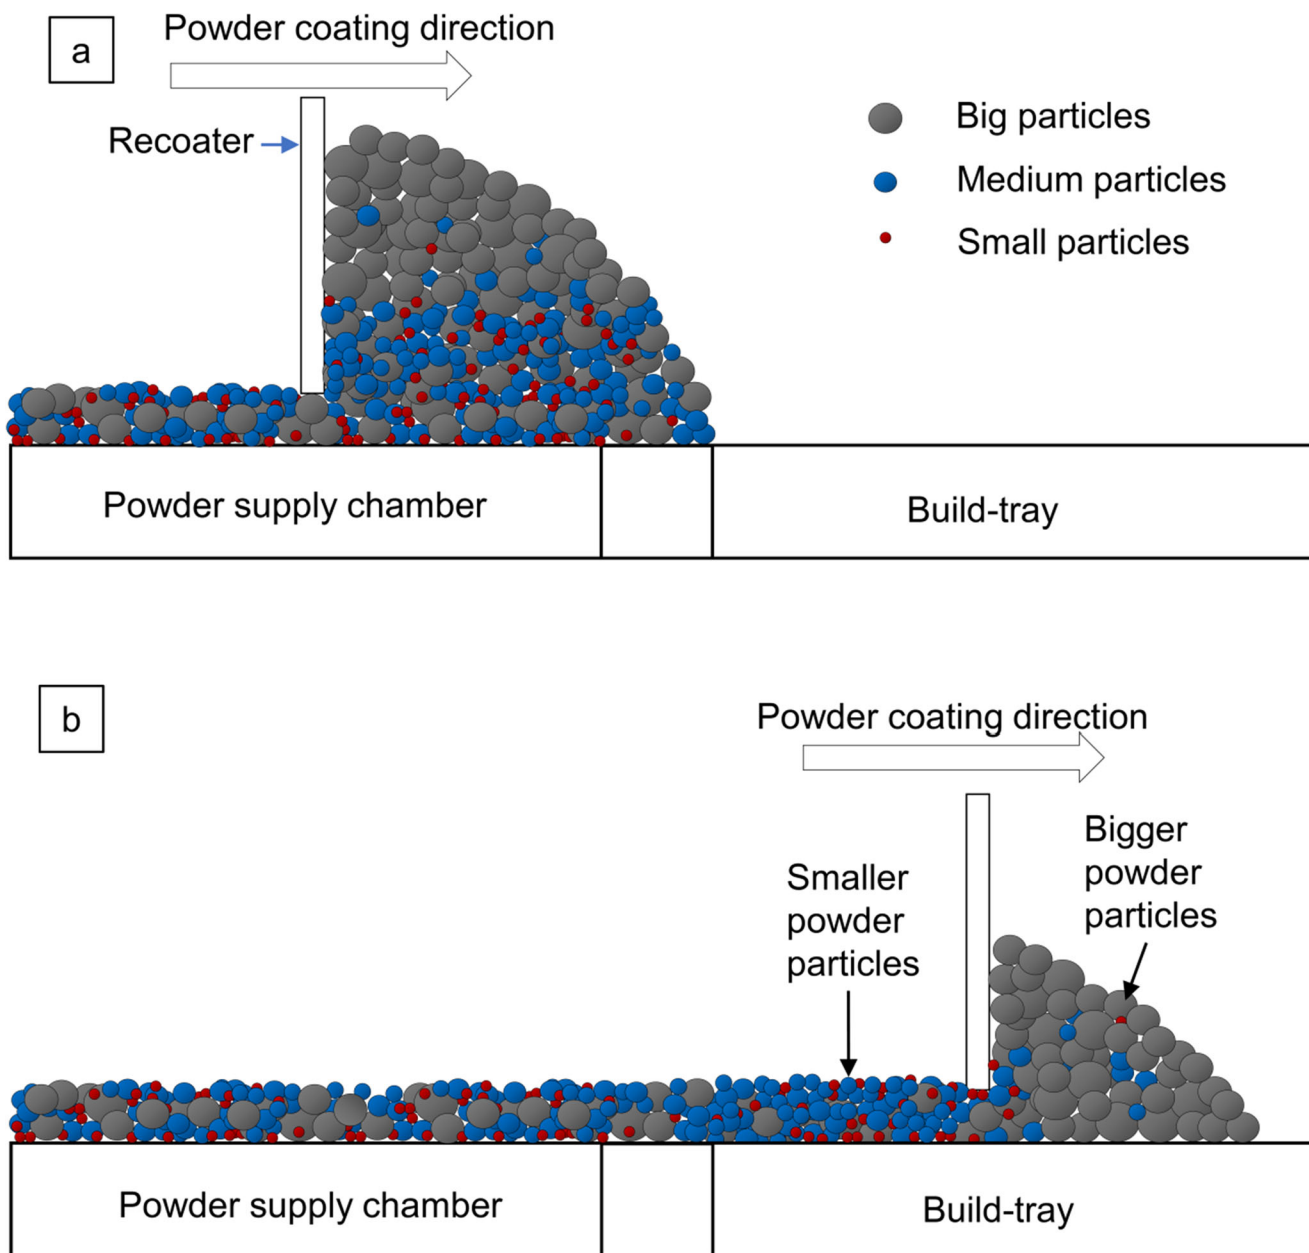 a
Powder coating direction
Recoater
Big particles
Medium particles
Small particles
Powder supply chamber
Build-tray
b
Powder coating direction
Bigger
powder
particles
Smaller
powder
particles
Powder supply chamber
Build-tray